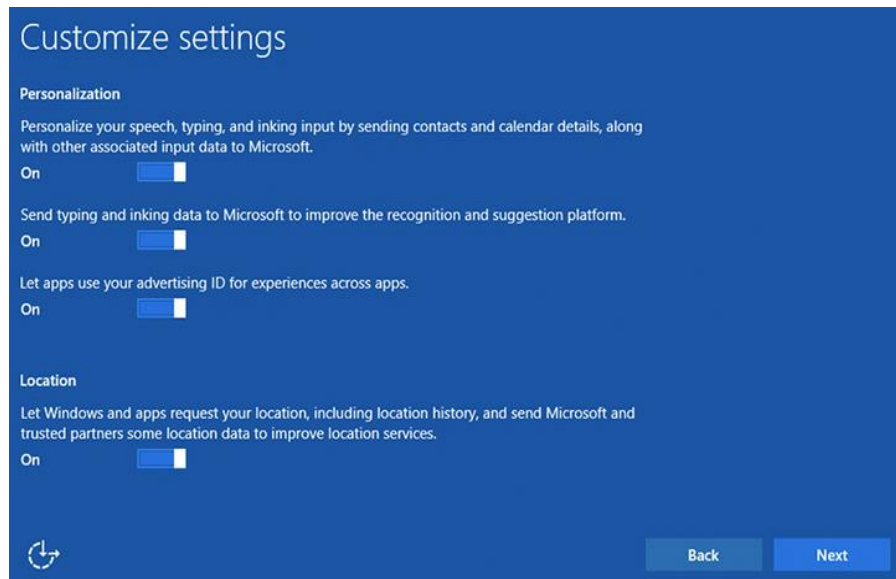 Customize settings
Personalization
Personalize your speech, typing, and inking input by sending contacts and calendar details, along
with other associated input data to Microsoft.
On
Send typing and inking data to Microsoft to improve the recognition and suggestion platform.
On
Let apps use your advertising ID for experiences across apps.
On
Location
Let Windows and apps request your location, including location history, and send Microsoft and
trusted partners some location data to improve location services.
On
Back
Next